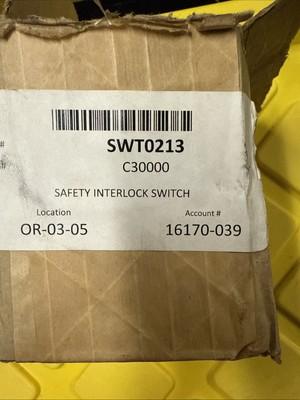 # SWT0213
# C30000
SAFETY INTERLOCK SWITCH
Location Account #
OR-03-05 16170-039